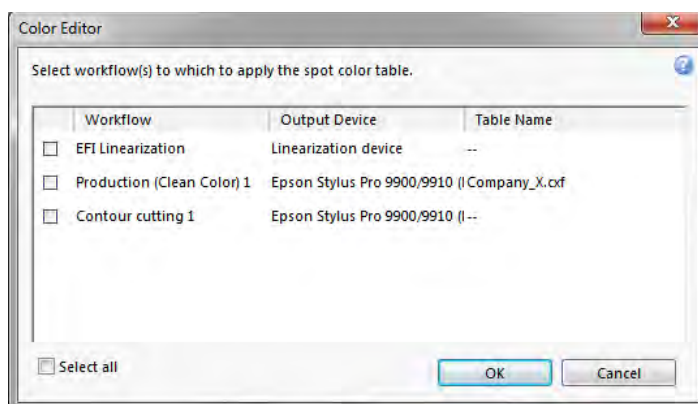 Color Editor
x
Select workflow(s) to which to apply the spot color table.
?
Workflow Output Device Table Name
EFI Linearization Linearization device --
Production (Clean Color) 1 Epson Stylus Pro 9900/9910 (I Company_X.cxf
Contour cutting 1 Epson Stylus Pro 9900/9910 (I --
Select all OK Cancel